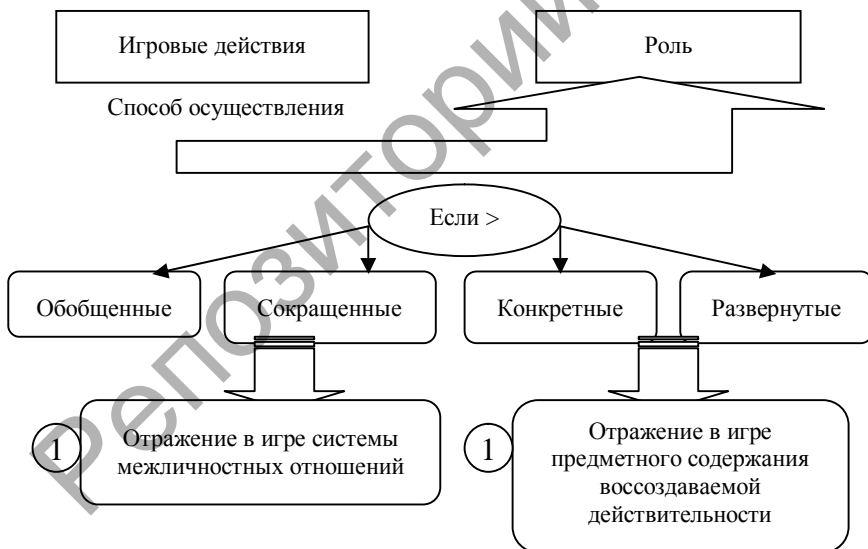 Игровые действия
Роль
Способ осуществления
Если >
Обобщенные
Сокращенные
Конкретные
Развернутые
1
Отражение в игре системы
межличностных отношений
1
Отражение в игре
предметного содержания
воссоздаваемой
действительности
Репозитории